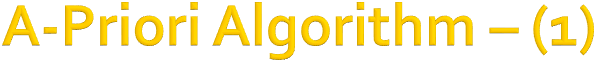 A-Priori Algorithm – (1)